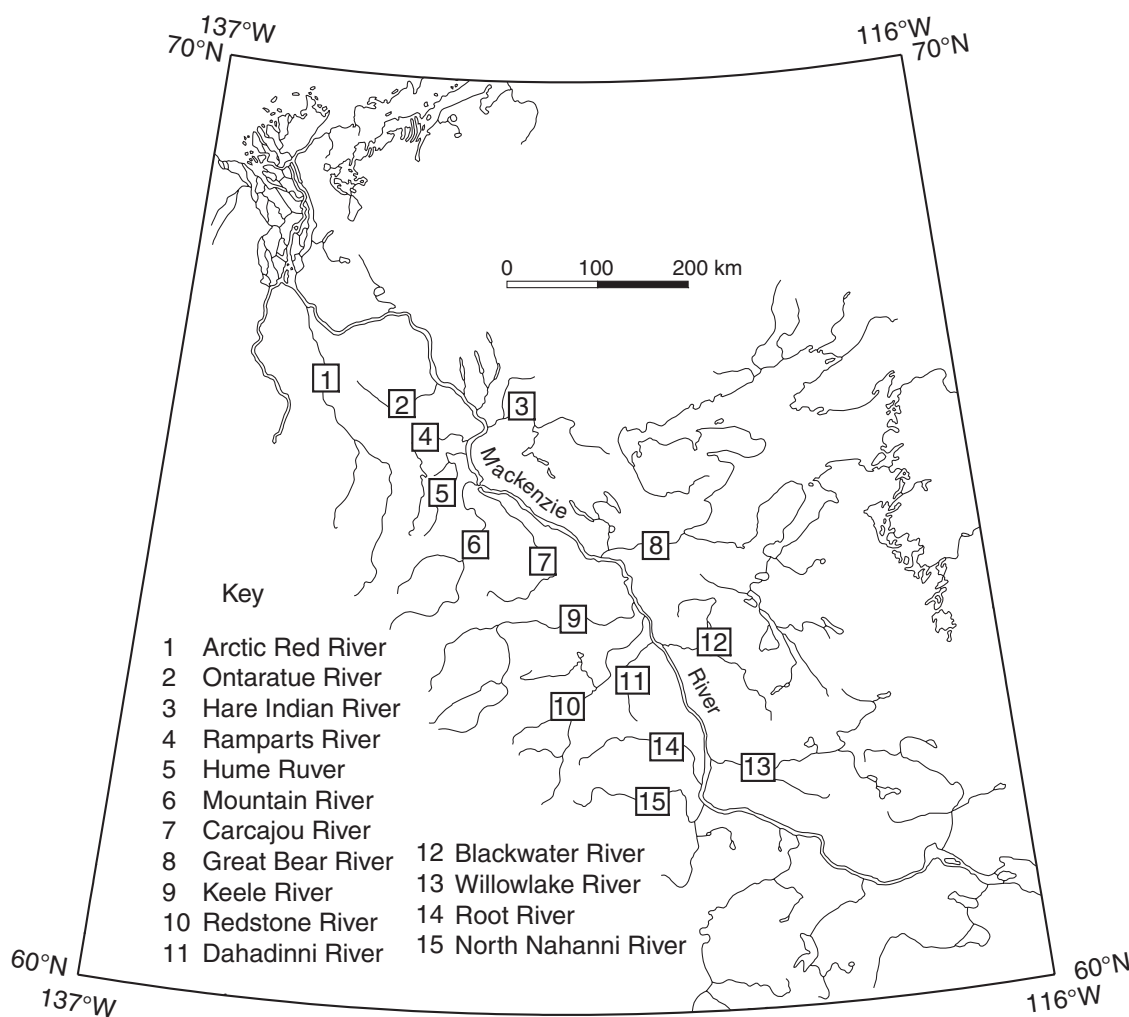 137°W
70°N
116°W
70°N
0 100 200 km
1
2
3
4
Mackenzie
5
6
7
8
9
12
River
11
10
14
13
15
Key
1 Arctic Red River
2 Ontaratue River
3 Hare Indian River
4 Ramparts River
5 Hume Ruver
6 Mountain River
7 Carcajou River
8 Great Bear River
9 Keele River
10 Redstone River
11 Dahadinni River
12 Blackwater River
13 Willowlake River
14 Root River
15 North Nahanni River
60°N
137°W
60°N
116°W